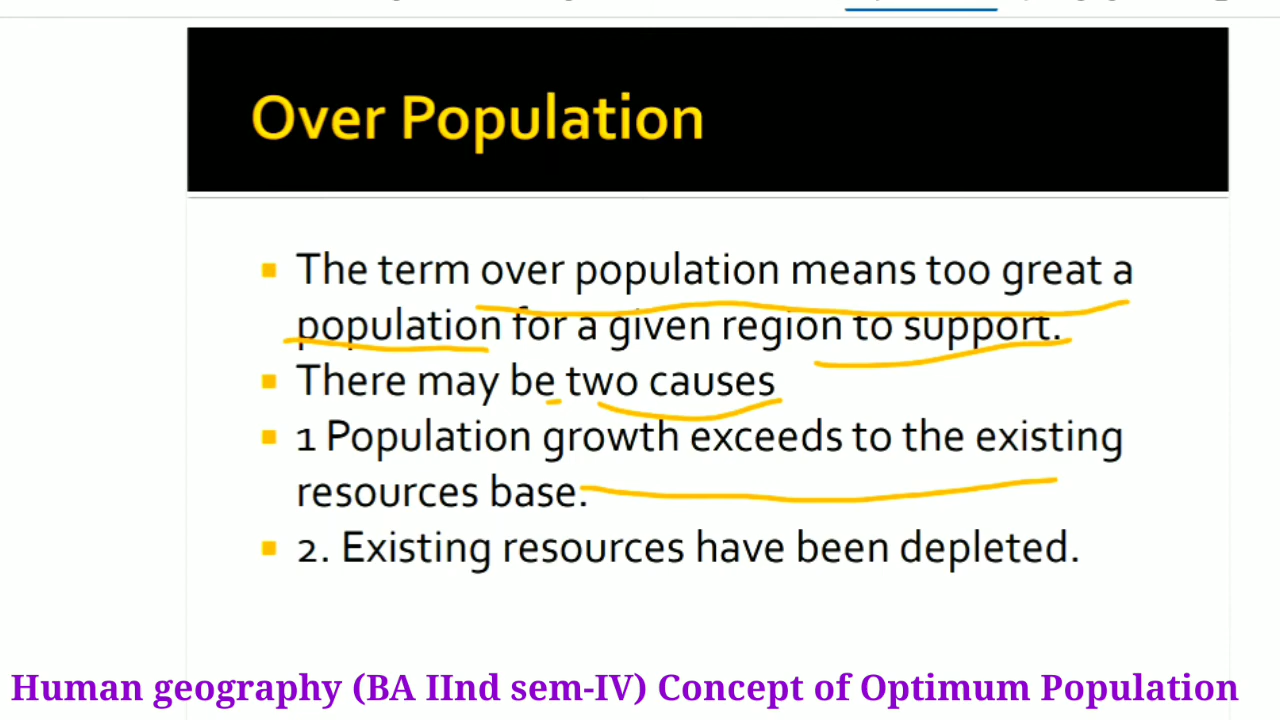 Over Population
The term over population means too great a
population for a given region to support.
There may be two causes
1 Population growth exceeds to the existing
resources base.
2. Existing resources have been depleted.
Human geography (BA IInd sem-IV) Concept of Optimum Population